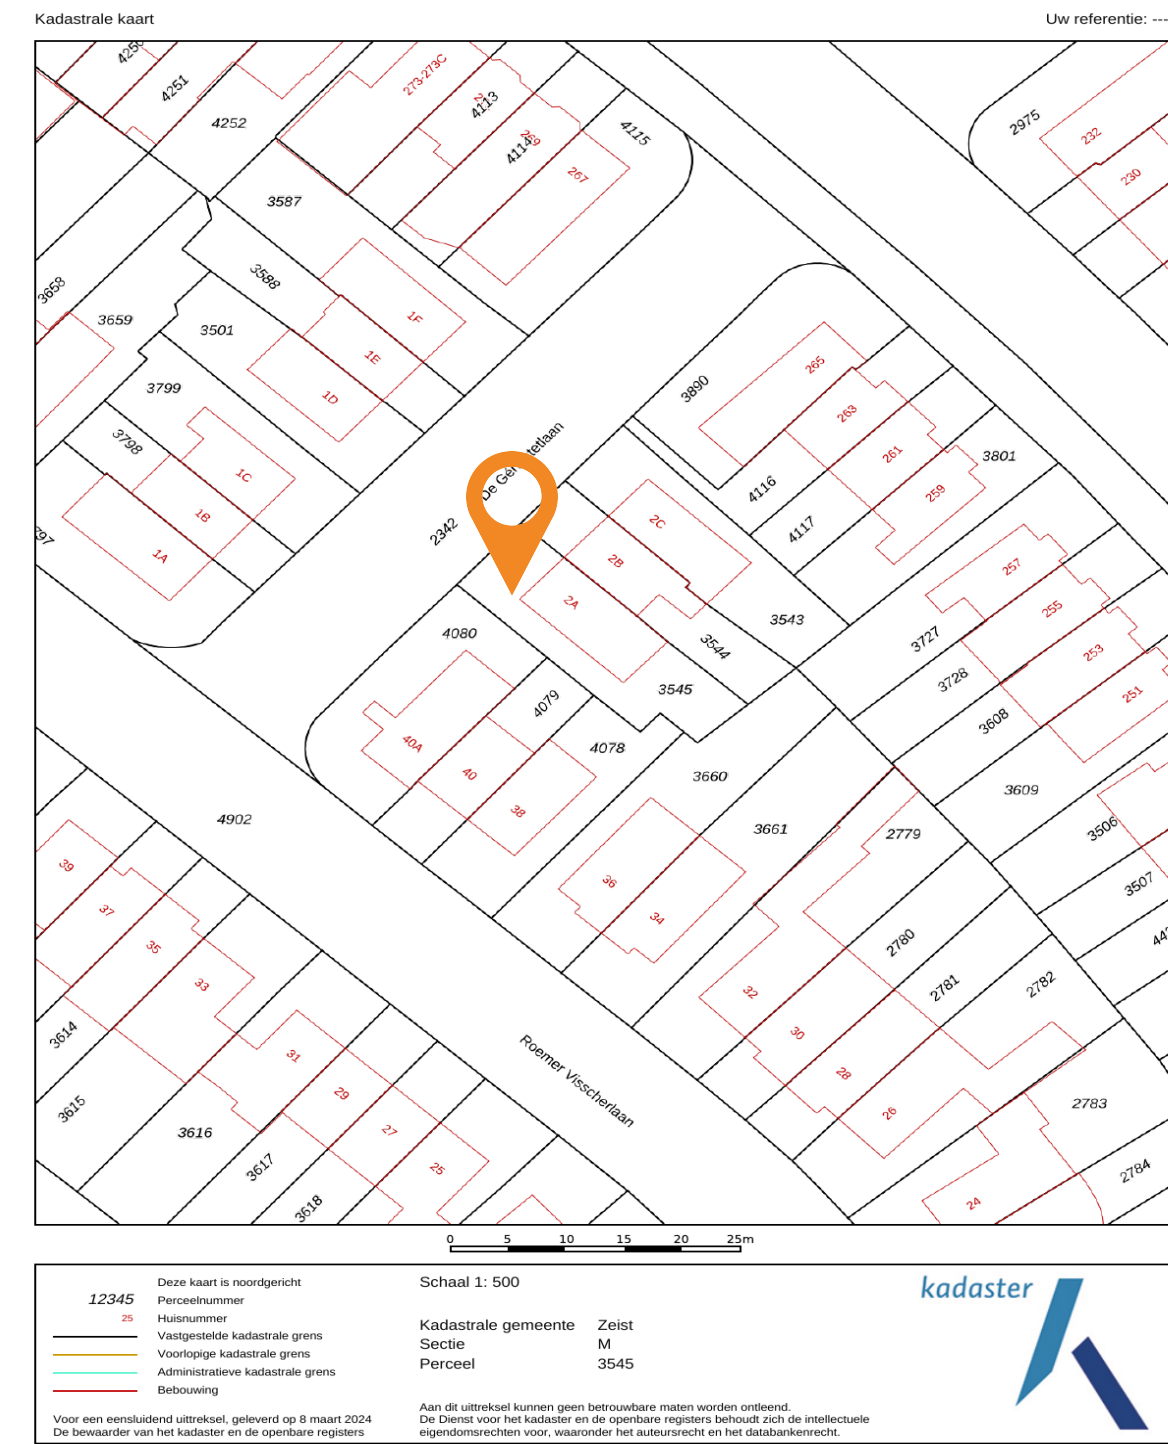 Kadastrale kaart
Uw referentie: ---
4251
4252
273-273C
4113
4114
269
267
4115
2975
232
230
3587
3588
3658
3659
3501
1F
1E
1D
3799
3798
1C
1B
1A
3890
265
263
261
259
3801
4116
4117
2342
2C
2B
2A
257
255
253
251
3543
3544
3545
3727
3728
3608
3609
3506
3507
4080
4079
4078
40A
40
38
3660
3661
2779
36
34
4902
39
37
35
33
32
30
28
26
2780
2781
2782
2783
2784
24
3614
3615
3616
3617
3618
31
29
27
25
Roemer Visscherlaan
0 5 10 15 20 25m
Deze kaart is noordgericht
12345 Perceelnummer
25 Huisnummer
Vastgestelde kadastrale grens
Voorlopige kadastrale grens
Administratieve kadastrale grens
Bebouwing
Voor een eensluidend uittreksel, geleverd op 8 maart 2024
De bewaarder van het kadaster en de openbare registers
Schaal 1: 500
Kadastrale gemeente Zeist
Sectie M
Perceel 3545
Aan dit uittreksel kunnen geen betrouwbare maten worden ontleend.
De Dienst voor het kadaster en de openbare registers behoudt zich de intellectuele
eigendomsrechten voor, waaronder het auteursrecht en het databankenrecht.
kadaster